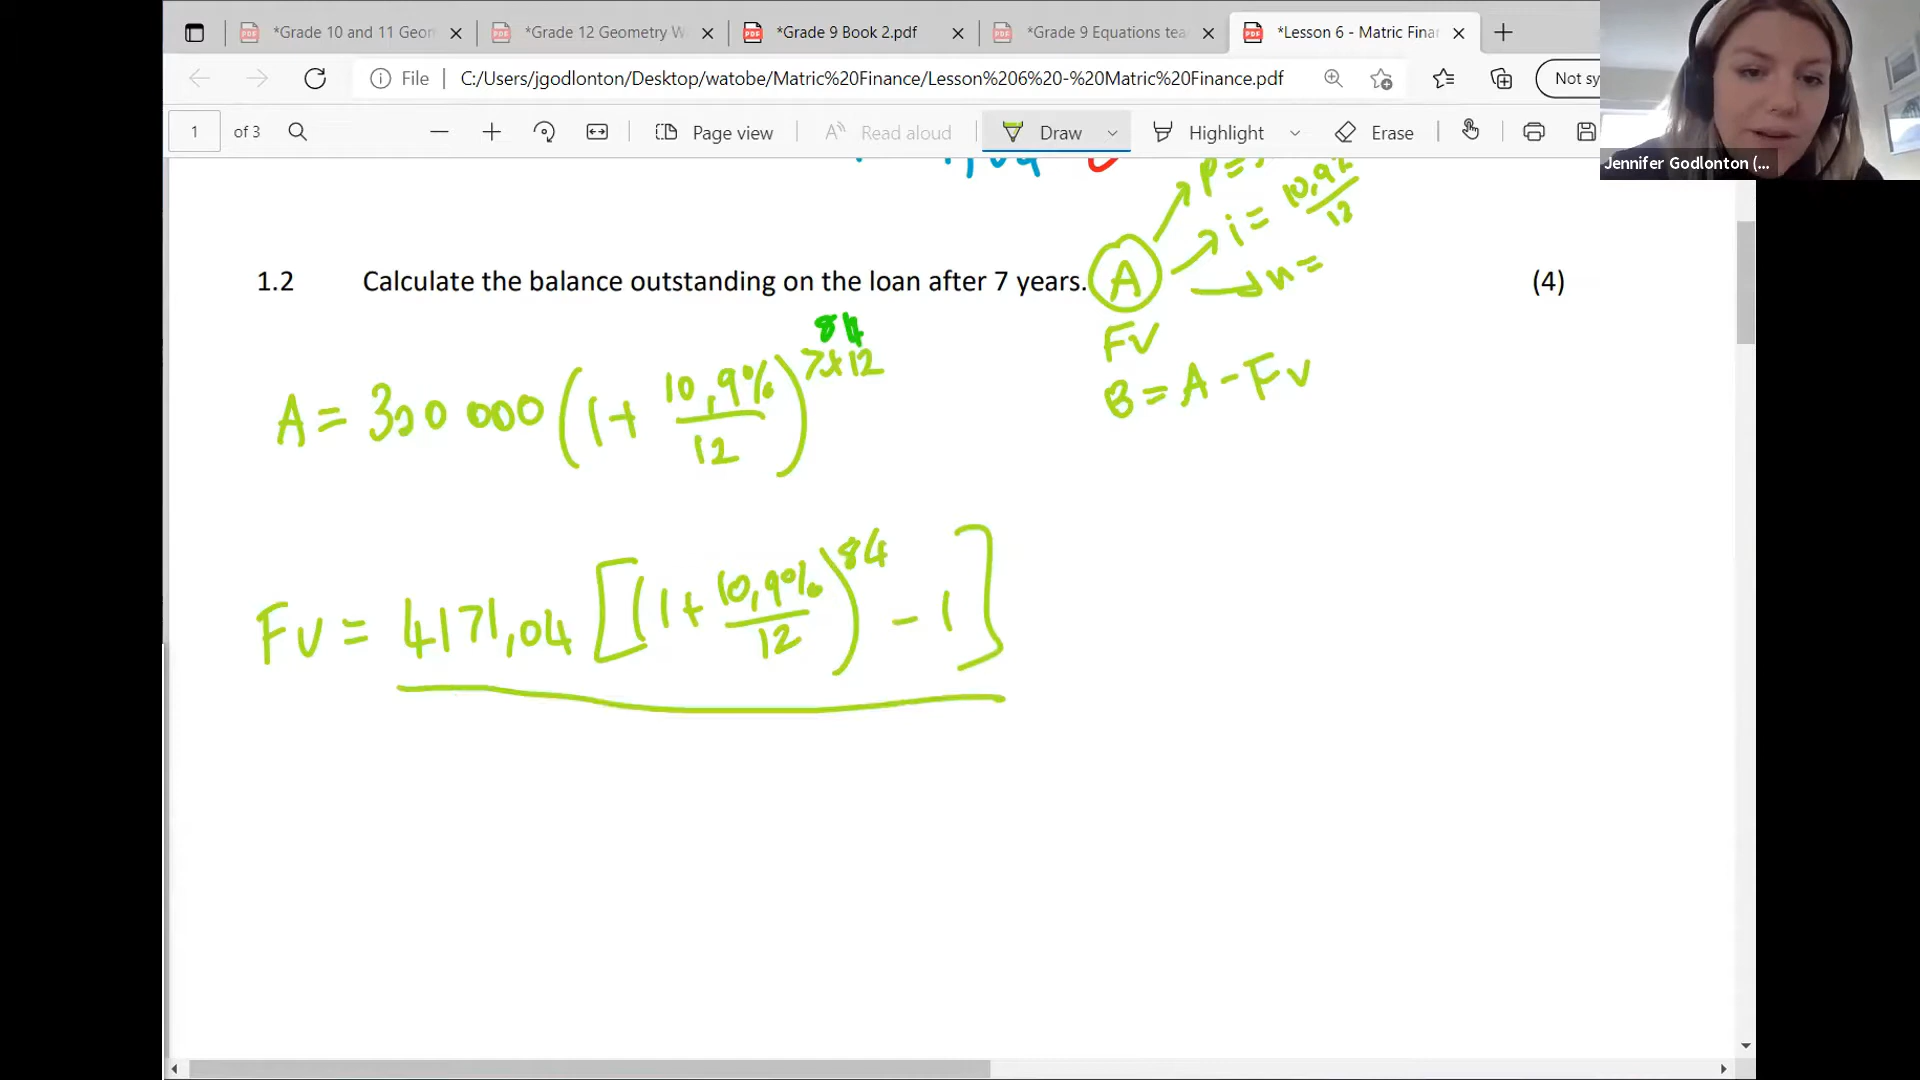 *Grade 10 and 11 Geor *Grade 12 Geometry W *Grade 9 Book 2.pdf *Grade 9 Equations tea *Lesson 6 - Matric Finar
File C:/Users/jgodlonton/Desktop/watobe/Matric%20Finance/Lesson%206%20-%20Matric%20Finance.pdf Not sy
1 of 3 Page view Read aloud Draw Highlight Erase
Jennifer Godlonton (...
P=
i = 10,9%/12
n =
1.2 Calculate the balance outstanding on the loan after 7 years. (4)
A
FV
B = A - Fv
84
A = 300 000 (1 + 10,9%/12)^7x12
Fv = 4171,04 [(1 + 10,9%/12)^84 - 1]